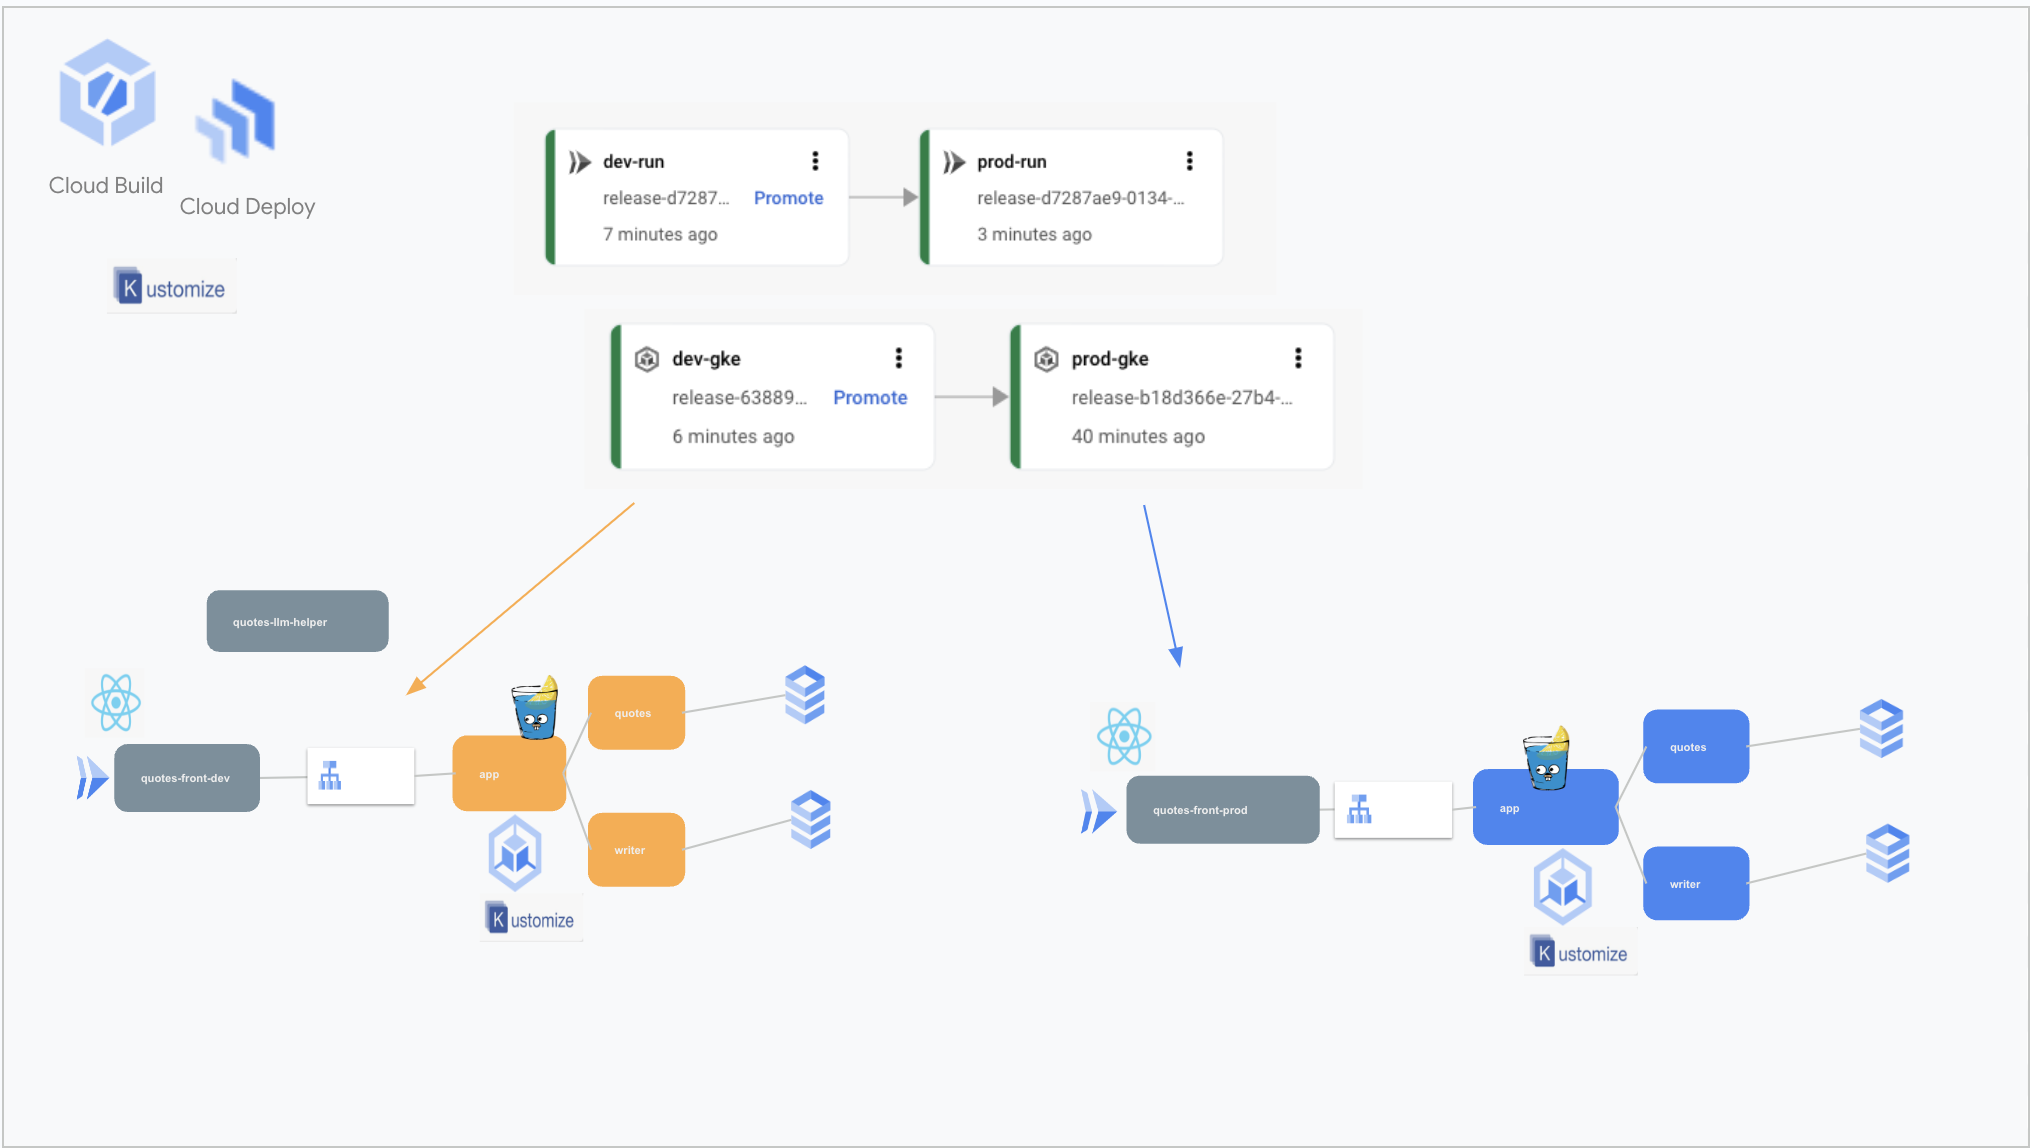 Cloud Build
Cloud Deploy
Kustomize
dev-run
release-d7287... Promote
7 minutes ago
prod-run
release-d7287ae9-0134-...
3 minutes ago
dev-gke
release-63889... Promote
6 minutes ago
prod-gke
release-b18d366e-27b4-...
40 minutes ago
quotes-llm-helper
quotes-front-dev
app
quotes
writer
Kustomize
quotes-front-prod
app
quotes
writer
Kustomize